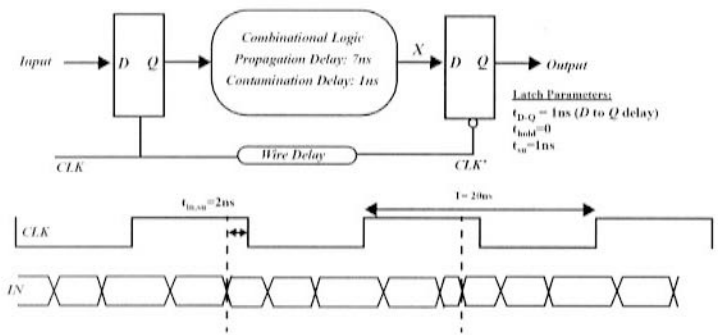 Combinational Logic
Propagation Delay: 7ns
Contamination Delay: 1ns
Input
D Q
X
D Q
Output
Latch Parameters:
tD-Q = 1ns (D to Q delay)
thold=0
tsu=1ns
CLK
Wire Delay
CLK'
tin,su=2ns
T= 20ns
CLK
IN